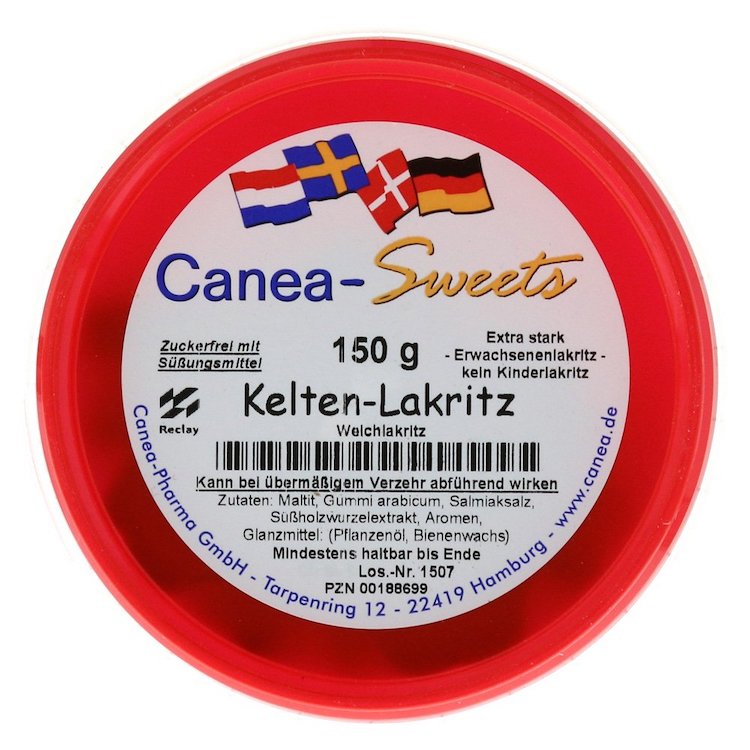 Canea-Sweets
Zuckerfrei mit
Süßungsmittel
150 g
Extra stark
- Erwachsenenlakritz -
kein Kinderlakritz
Reclay
Kelten-Lakritz
Weichlakritz
Kann bei übermäßigem Verzehr abführend wirken
Zutaten: Maltit, Gummi arabicum, Salmiaksalz,
Süßholzwurzelextrakt, Aromen,
Glanzmittel: (Pflanzenöl, Bienenwachs)
Mindestens haltbar bis Ende
Los.-Nr. 1507
PZN 00188699
Canea-Pharma GmbH - Tarpenring 12 - 22419 Hamburg - www.canea.de